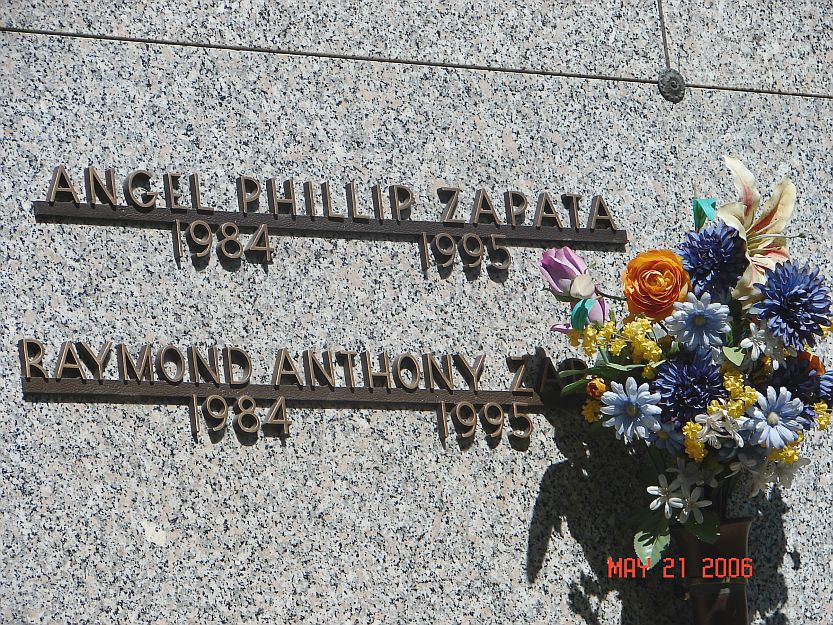 ANGEL PHILLIP ZAPATA
1984 1995
RAYMOND ANTHONY
1984 1995
MAY 21 2006